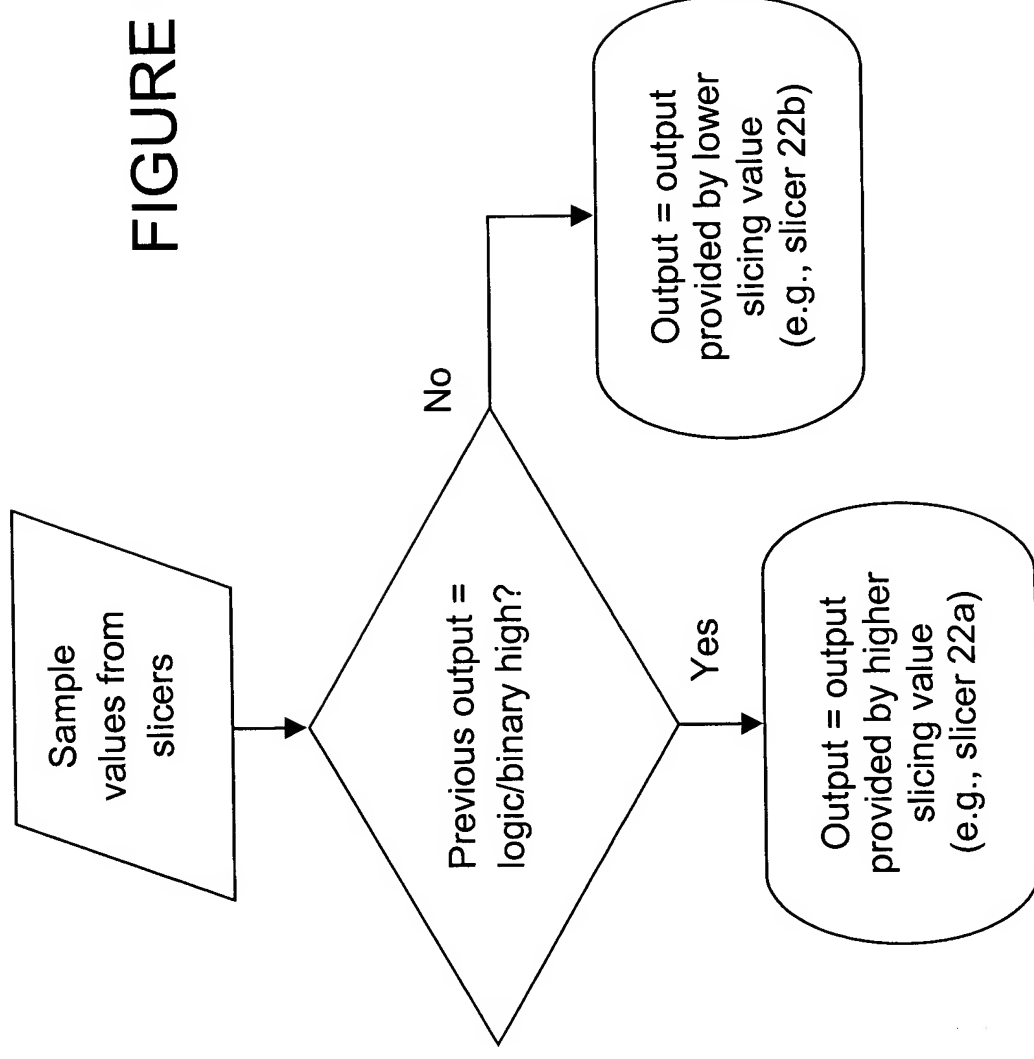 FIGURE
Sample
values from
slicers
Previous output =
logic/binary high?
No
Yes
Output = output
provided by lower
slicing value
(e.g., slicer 22b)
Output = output
provided by higher
slicing value
(e.g., slicer 22a)